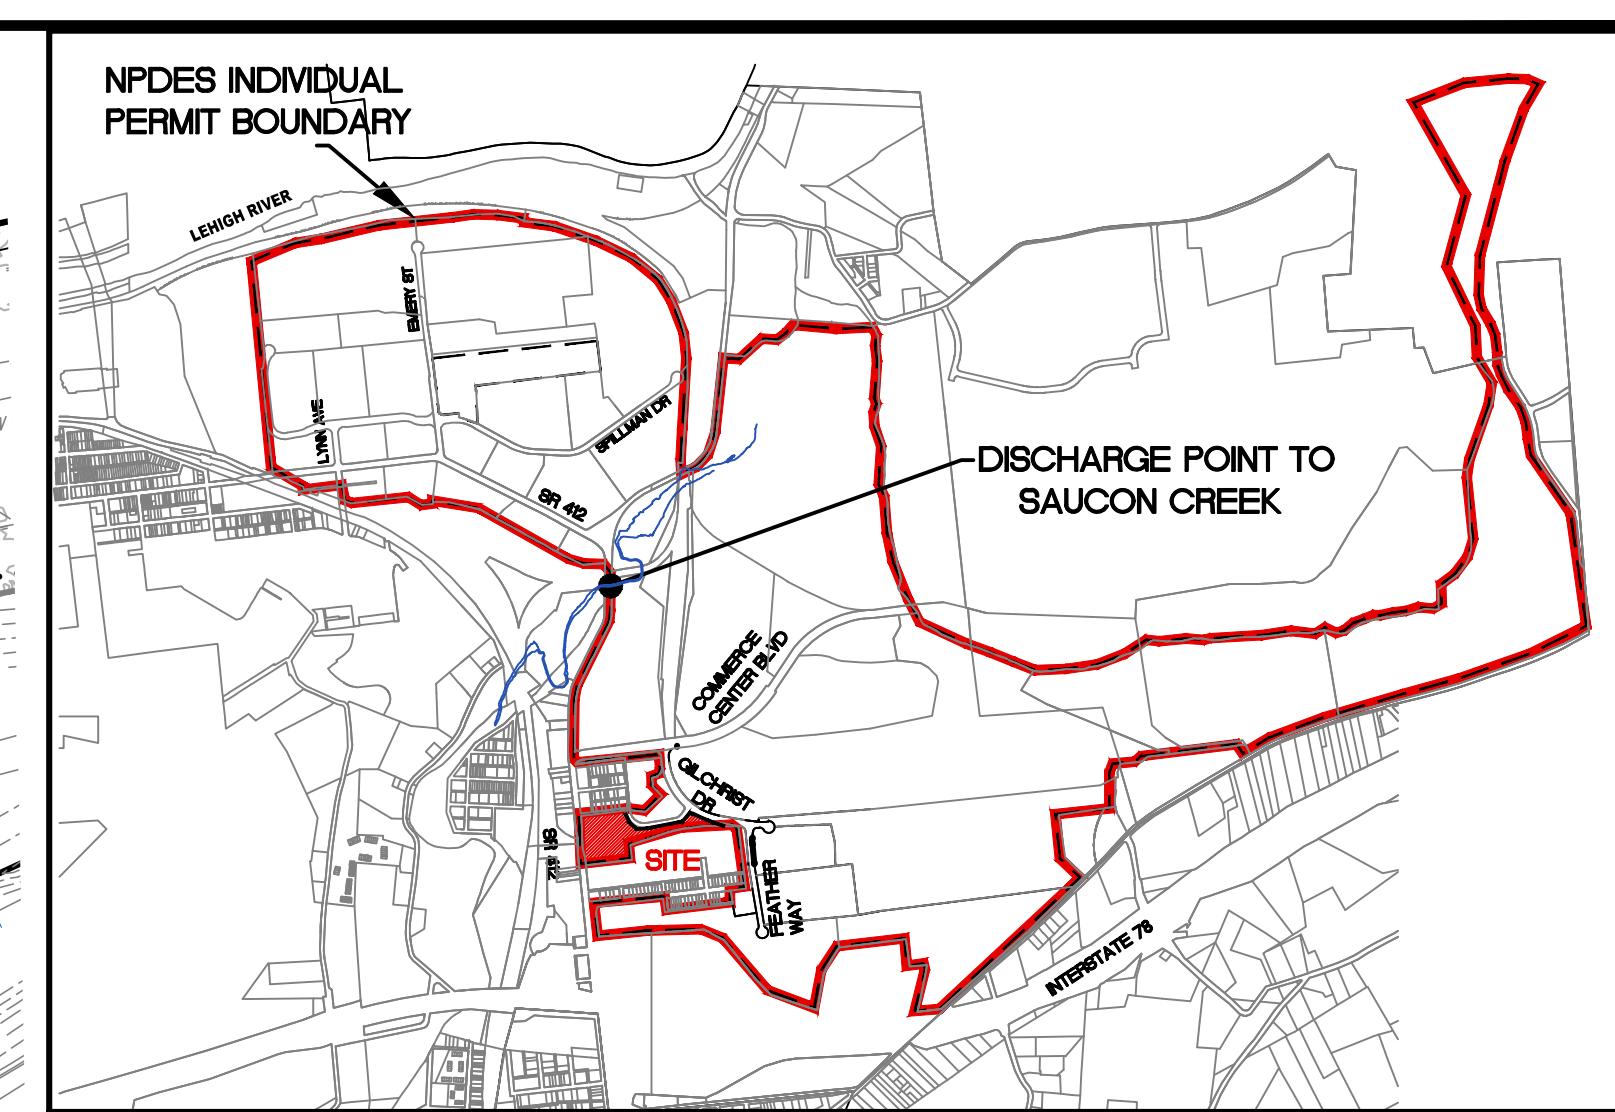 NPDES INDIVIDUAL
PERMIT BOUNDARY
LEHIGH RIVER
EMERY ST
LYNN AVE
SPILLMAN DR
SR 412
DISCHARGE POINT TO
SAUCON CREEK
COMMERCE
CENTER BLVD
GILCHRIST
DR
SR 412
SITE
FEATHER
WAY
INTERSTATE 78